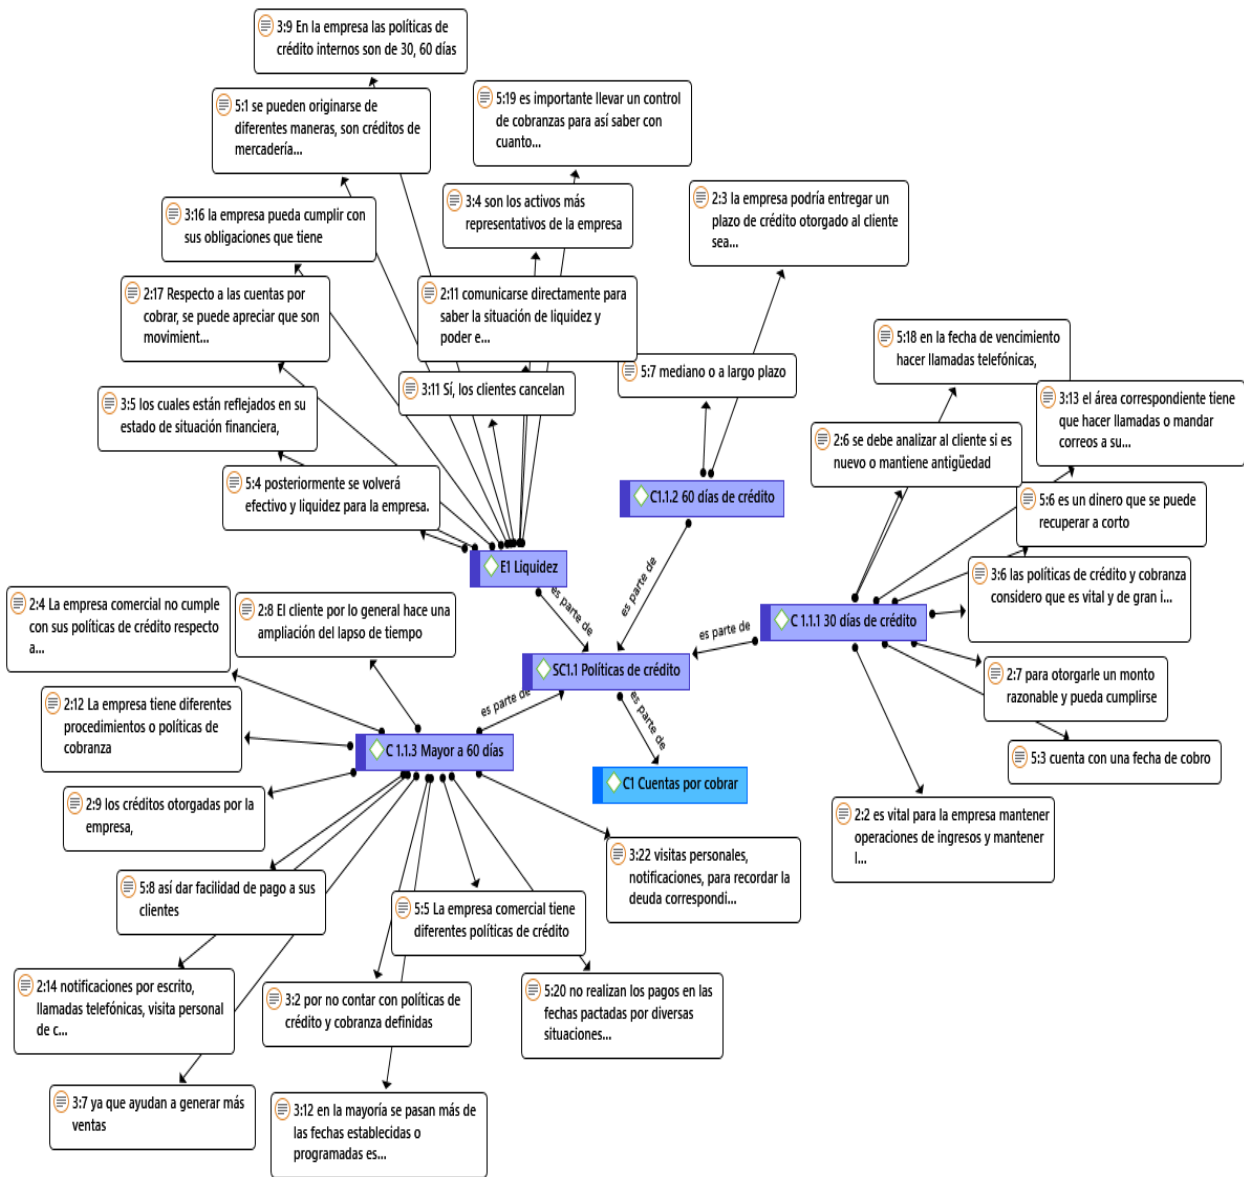 3:9 En la empresa las políticas de
crédito internos son de 30, 60 días
5:1 se pueden originarse de
diferentes maneras, son créditos de
mercadería...
5:19 es importante llevar un control
de cobranzas para así saber con
cuanto...
3:16 la empresa pueda cumplir con
sus obligaciones que tiene
3:4 son los activos más
representativos de la empresa
2:3 la empresa podría entregar un
plazo de crédito otorgado al cliente
sea...
2:17 Respecto a las cuentas por
cobrar, se puede apreciar que son
movimient...
2:11 comunicarse directamente para
saber la situación de liquidez y
poder e...
5:18 en la fecha de vencimiento
hacer llamadas telefónicas,
5:7 mediano o a largo plazo
3:11 Sí, los clientes cancelan
3:5 los cuales están reflejados en su
estado de situación financiera,
3:13 el área correspondiente tiene
que hacer llamadas o mandar
correos a su...
2:6 se debe analizar al cliente si es
nuevo o mantiene antigüedad
5:4 posteriormente se volverá
efectivo y liquidez para la empresa.
C1.1.2 60 días de crédito
5:6 es un dinero que se puede
recuperar a corto
E1 Liquidez
3:6 las políticas de crédito y cobranza
considero que es vital y de gran i...
2:4 La empresa comercial no cumple
con sus políticas de crédito respecto
a...
2:8 El cliente por lo general hace una
ampliación del lapso de tiempo
es parte de
es parte de
C 1.1.1 30 días de crédito
es parte de
SC1.1 Políticas de crédito
2:7 para otorgarle un monto
razonable y pueda cumplirse
2:12 La empresa tiene diferentes
procedimientos o políticas de
cobranza
es parte de
es parte de
C 1.1.3 Mayor a 60 días
5:3 cuenta con una fecha de cobro
C1 Cuentas por cobrar
2:9 los créditos otorgadas por la
empresa,
2:2 es vital para la empresa mantener
operaciones de ingresos y mantener
l...
3:22 visitas personales,
notificaciones, para recordar la
deuda correspondi...
5:8 así dar facilidad de pago a sus
clientes
5:5 La empresa comercial tiene
diferentes políticas de crédito
2:14 notificaciones por escrito,
llamadas telefónicas, visita personal
de c...
3:2 por no contar con políticas de
crédito y cobranza definidas
5:20 no realizan los pagos en las
fechas pactadas por diversas
situaciones...
3:7 ya que ayudan a generar más
ventas
3:12 en la mayoría se pasan más de
las fechas establecidas o
programadas es...